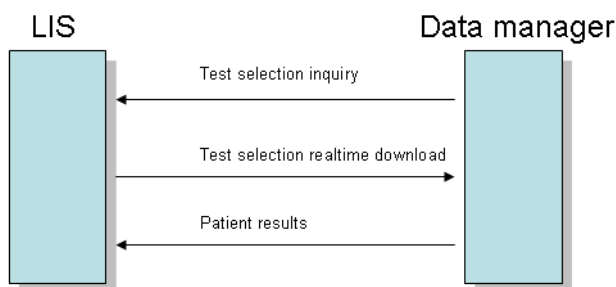 LIS
Data manager
Test selection inquiry
Test selection realtime download
Patient results